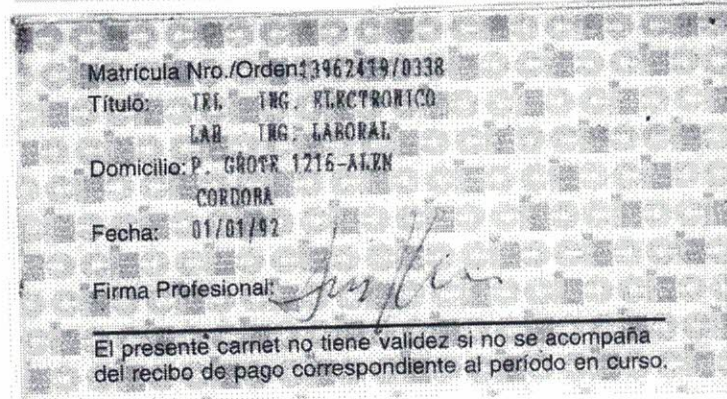 Matrícula Nro./Orden:13962419/0338
Título: IEL ING. ELECTRONICO
LAB ING. LABORAL
Domicilio: P. GROTE 1216-ALEM
CORDOBA
Fecha: 01/01/92
Firma Profesional:
El presente carnet no tiene validez si no se acompaña
del recibo de pago correspondiente al período en curso.